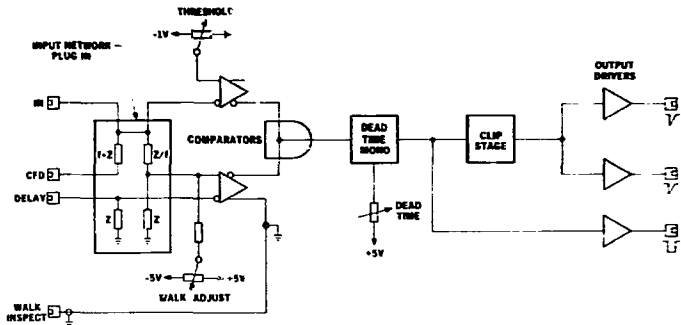 THRESHOLD
-1V
INPUT NETWORK -
PLUG IN
IN
CFD
DELAY
f-Z
Z/f
Z
Z
COMPARATORS
-5V
+5V
WALK ADJUST
WALK
INSPECT
DEAD
TIME
MONO
DEAD
TIME
+5V
CLIP
STAGE
OUTPUT
DRIVERS